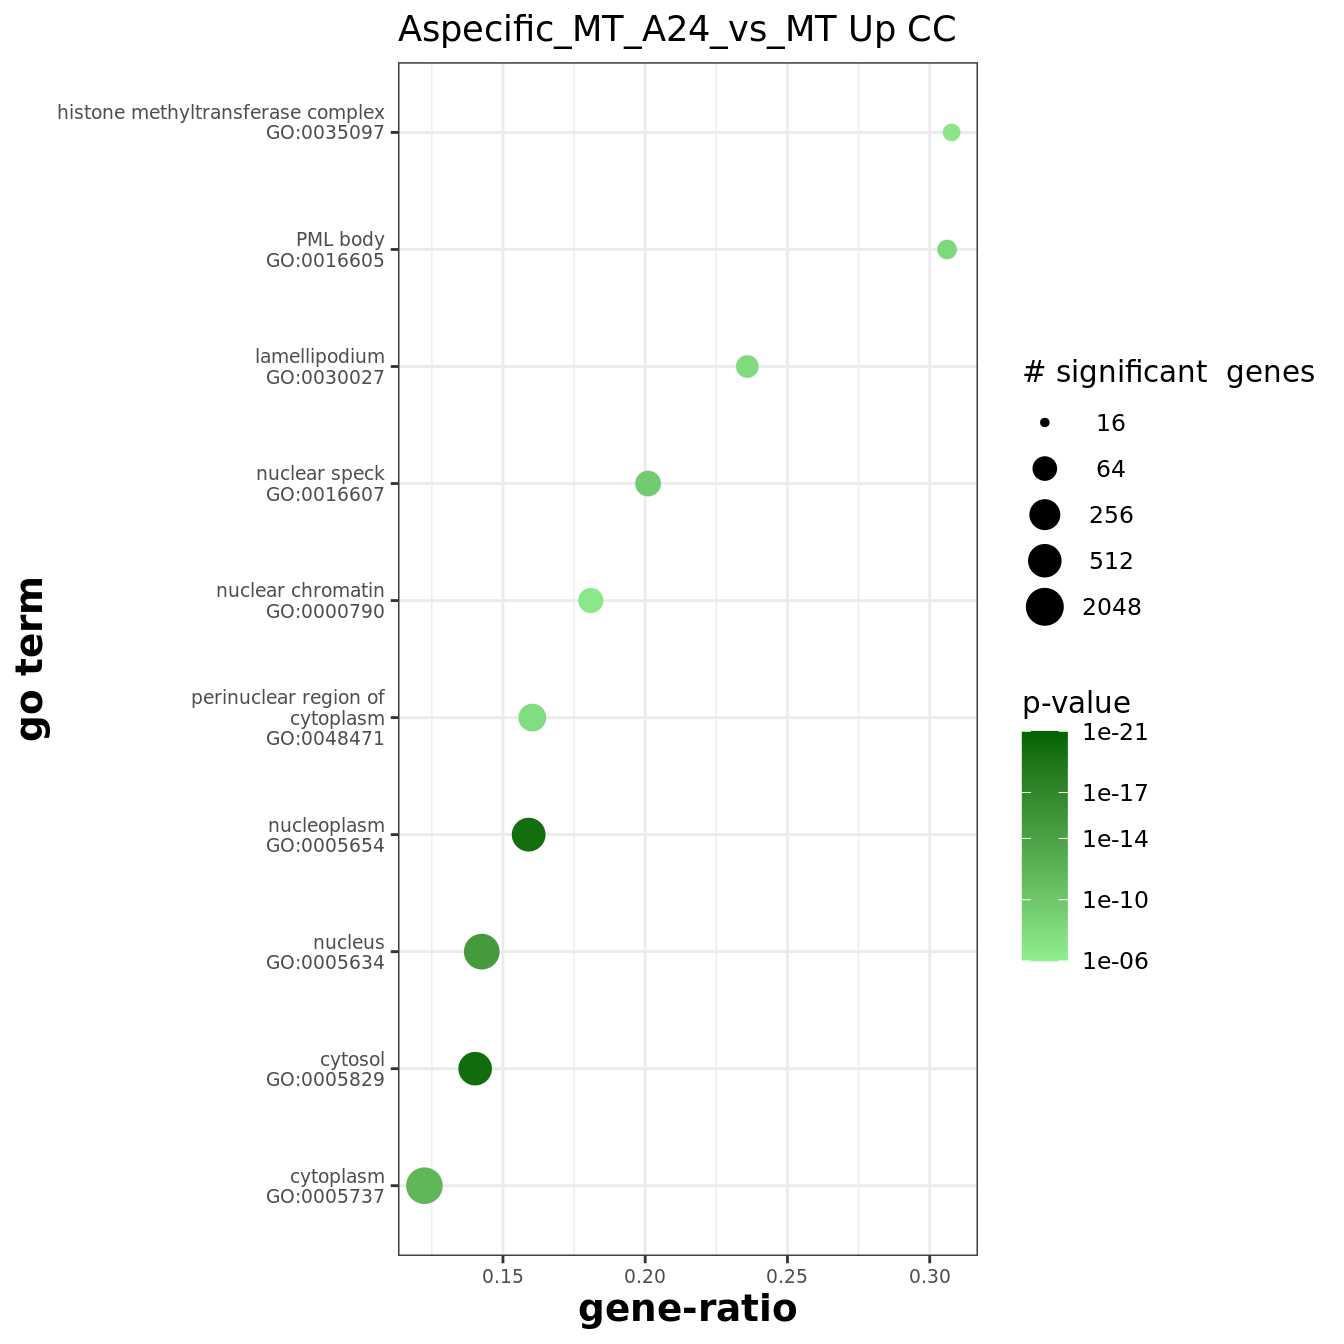 Aspecific_MT_A24_vs_MT Up CC
histone methyltransferase complex
GO:0035097
PML body
GO:0016605
lamellipodium
GO:0030027
nuclear speck
GO:0016607
nuclear chromatin
GO:0000790
perinuclear region of
cytoplasm
GO:0048471
nucleoplasm
GO:0005654
nucleus
GO:0005634
cytosol
GO:0005829
cytoplasm
GO:0005737
go term
0.15 0.20 0.25 0.30
gene-ratio
# significant  genes
16
64
256
512
2048
p-value
1e-21
1e-17
1e-14
1e-10
1e-06